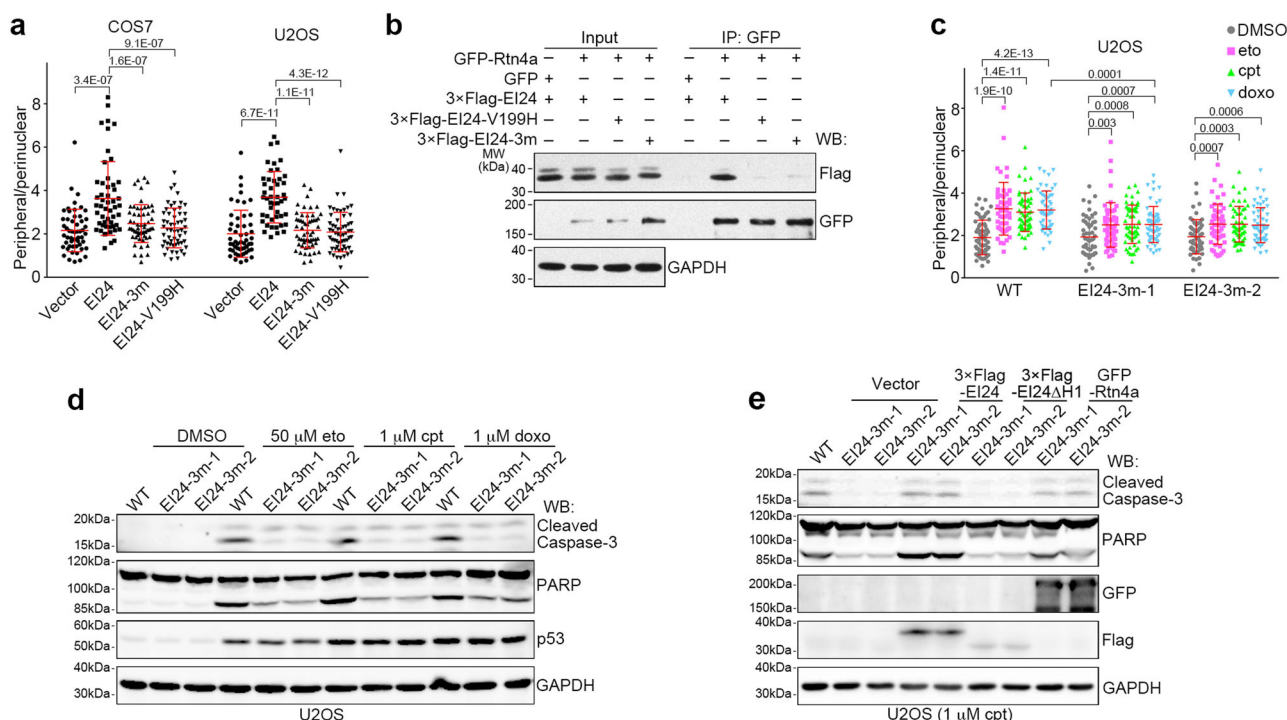 a
COS7
U2OS
9.1E-07
1.6E-07
3.4E-07
4.3E-12
1.1E-11
6.7E-11
Peripheral/perinuclear
8
6
4
2
0
Vector
EI24
EI24-3m
EI24-V199H
Vector
EI24
EI24-3m
EI24-V199H
b
Input
IP: GFP
GFP-Rtn4a - + + + - + + +
GFP + - - - + - - -
3×Flag-EI24 + + - - + + - -
3×Flag-EI24-V199H - - + - - - + -
3×Flag-EI24-3m - - - + - - - + WB:
MW
(kDa)
40
30
Flag
200
150
GFP
40
30
GAPDH
c
U2OS
DMSO
eto
cpt
doxo
4.2E-13
1.4E-11
1.9E-10
0.0001
0.0007
0.0008
0.003
0.0006
0.0003
0.0007
Peripheral/perinuclear
10
8
6
4
2
0
WT
EI24-3m-1
EI24-3m-2
d
DMSO
50 µM eto
1 µM cpt
1 µM doxo
WT
EI24-3m-1
EI24-3m-2
WT
EI24-3m-1
EI24-3m-2
WT
EI24-3m-1
EI24-3m-2
WT
EI24-3m-1
EI24-3m-2
WB:
20kDa
15kDa
Cleaved
Caspase-3
120kDa
100kDa
85kDa
PARP
60kDa
50kDa
p53
40kDa
30kDa
GAPDH
U2OS
e
Vector
3×Flag
-EI24
3×Flag
-EI24ΔH1
GFP
-Rtn4a
WT
EI24-3m-1
EI24-3m-2
EI24-3m-1
EI24-3m-2
EI24-3m-1
EI24-3m-2
EI24-3m-1
EI24-3m-2
WB:
20kDa
15kDa
Cleaved
Caspase-3
120kDa
100kDa
85kDa
PARP
200kDa
150kDa
GFP
40kDa
30kDa
Flag
40kDa
30kDa
GAPDH
U2OS (1 µM cpt)